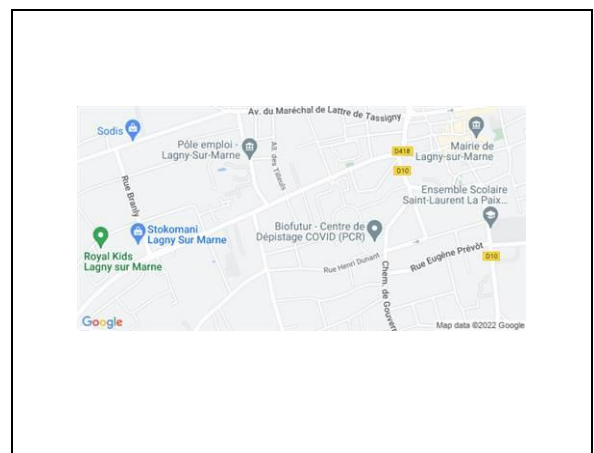 Av. du Maréchal de Lattre de Tassigny
Sodis
Pôle emploi -
Lagny-Sur-Marne
All. des Tilleuls
D418
D10
Mairie de
Lagny-sur-Marne
Ensemble Scolaire
Saint-Laurent La Paix...
Rue Branly
Stokomani
Lagny Sur Marne
Royal Kids
Lagny sur Marne
Biofutur - Centre de
Dépistage COVID (PCR)
Rue Henri Dunant
Rue Eugène Prévôt
D10
Chem. de Gouvern
Google
Map data ©2022 Google